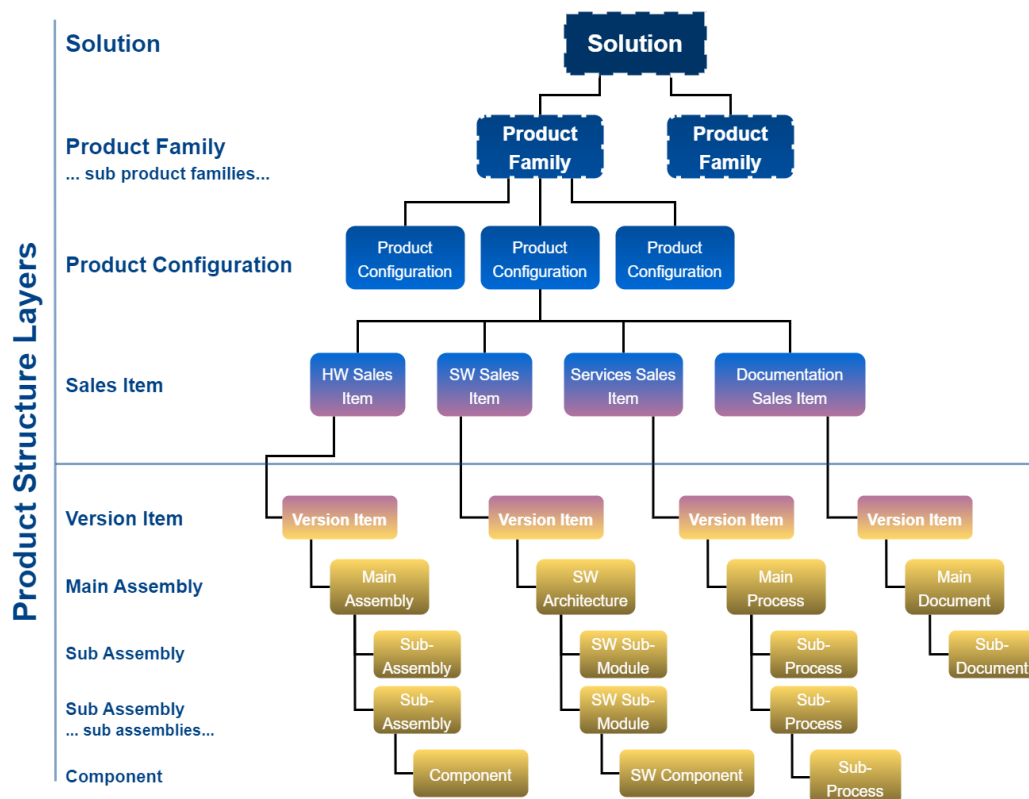 Product Structure Layers
Solution
Solution
Product Family
... sub product families...
Product
Family
Product
Family
Product Configuration
Product
Configuration
Product
Configuration
Product
Configuration
Sales Item
HW Sales
Item
SW Sales
Item
Services Sales
Item
Documentation
Sales Item
Version Item
Version Item
Version Item
Version Item
Version Item
Main Assembly
Main
Assembly
SW
Architecture
Main
Process
Main
Document
Sub Assembly
Sub-
Assembly
SW Sub-
Module
Sub-
Process
Sub-
Document
Sub Assembly
... sub assemblies...
Sub-
Assembly
SW Sub-
Module
Sub-
Process
Component
Component
SW Component
Sub-
Process